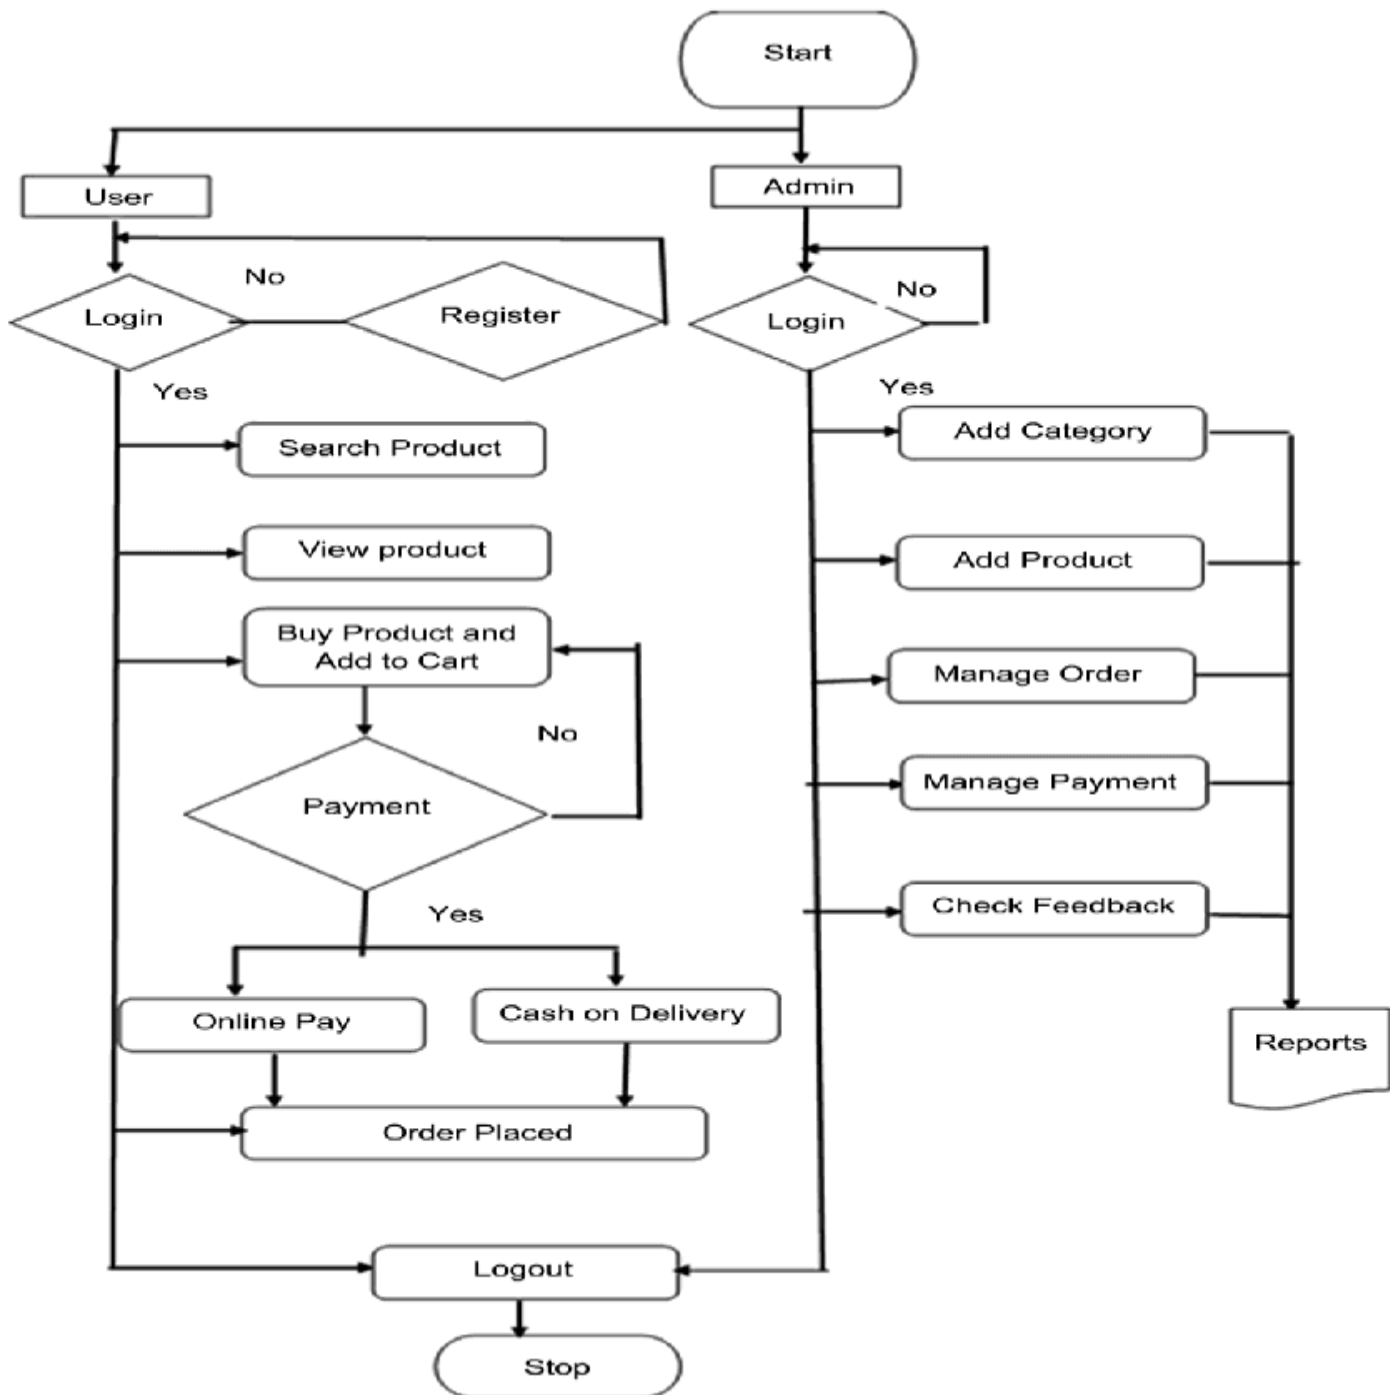 Start
User
Admin
Login
No
Register
Login
No
Yes
Yes
Search Product
Add Category
View product
Add Product
Buy Product and
Add to Cart
Manage Order
No
Payment
Manage Payment
Yes
Check Feedback
Online Pay
Cash on Delivery
Reports
Order Placed
Logout
Stop